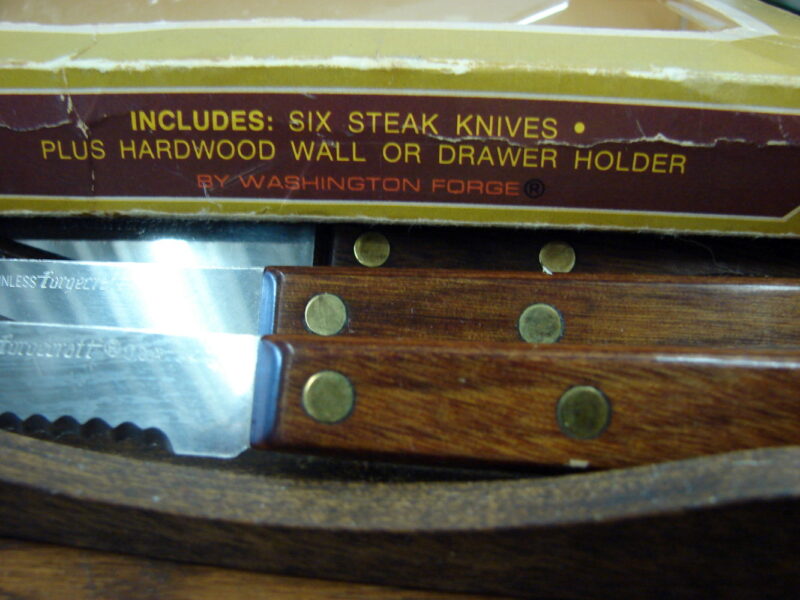 INCLUDES: SIX STEAK KNIVES •
PLUS HARDWOOD WALL OR DRAWER HOLDER
BY WASHINGTON FORGE®